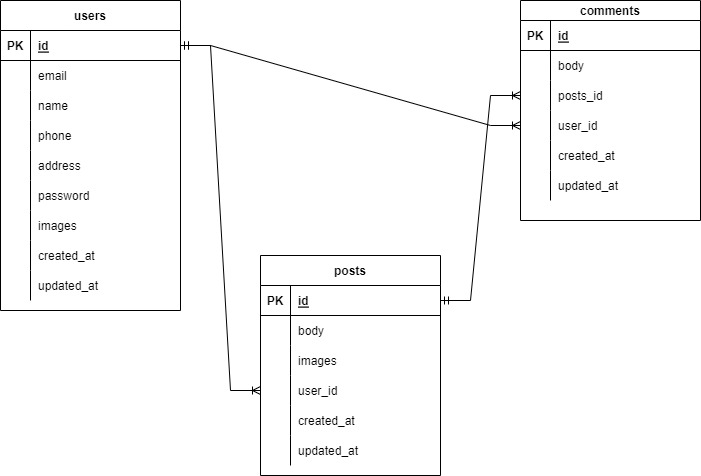 users
PK id
email
name
phone
address
password
images
created_at
updated_at
comments
PK id
body
posts_id
user_id
created_at
updated_at
posts
PK id
body
images
user_id
created_at
updated_at